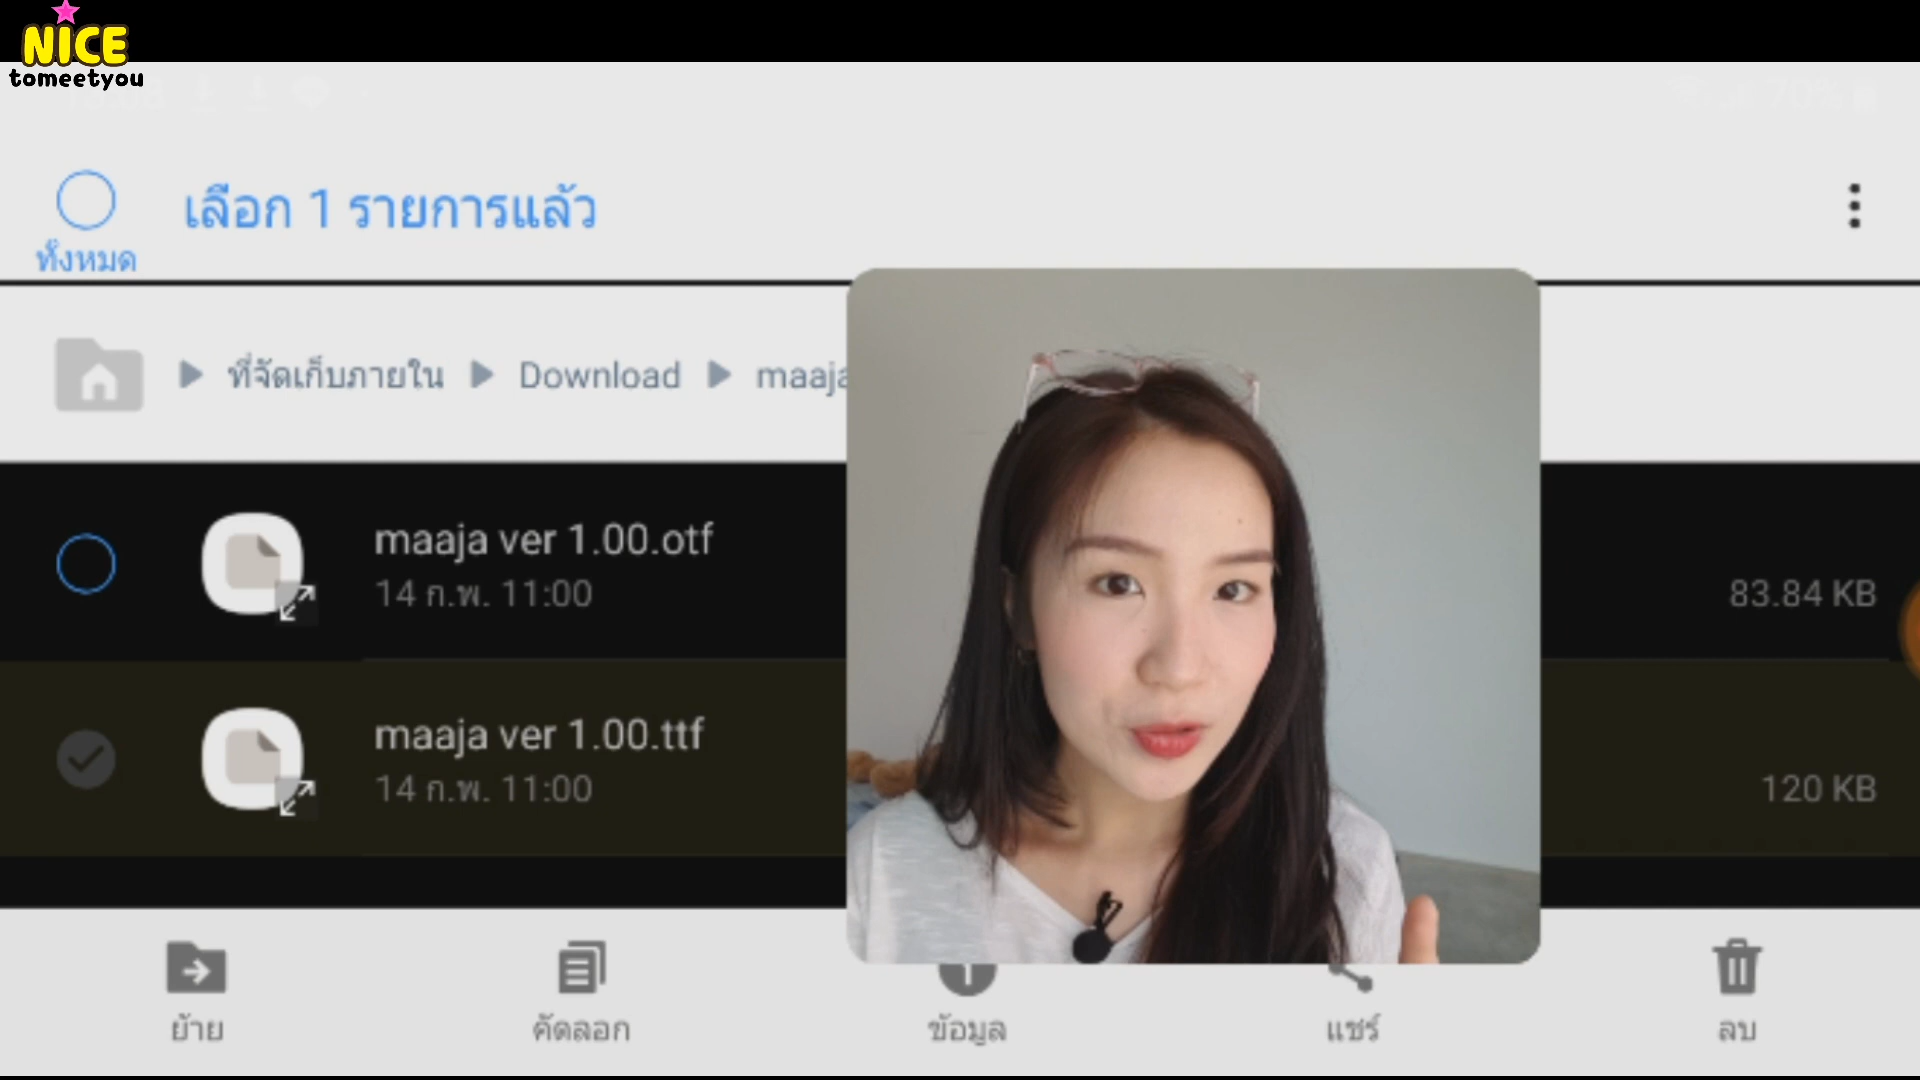 NICE
tomeetyou
70%
เลือก 1 รายการแล้ว
ทั้งหมด
ที่จัดเก็บภายใน
Download
maaja
maaja ver 1.00.otf
14 ก.พ. 11:00
83.84 KB
maaja ver 1.00.ttf
14 ก.พ. 11:00
120 KB
ย้าย
คัดลอก
ข้อมูล
แชร์
ลบ